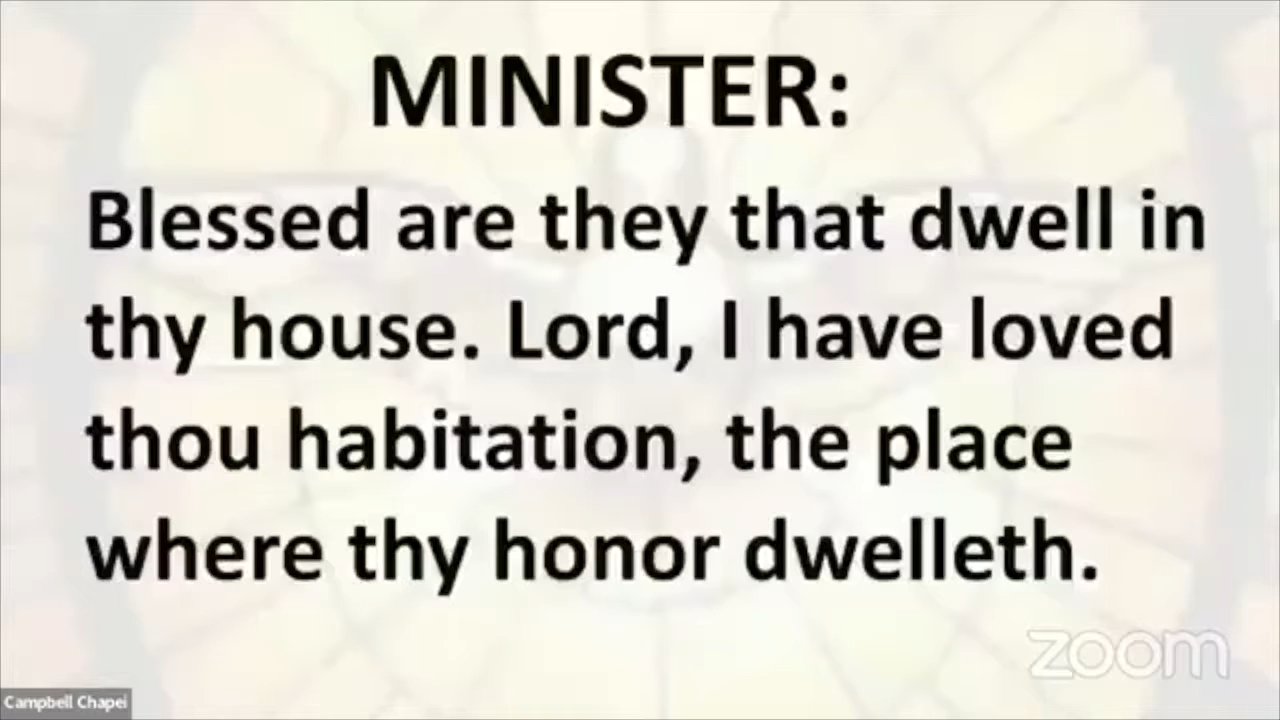 MINISTER:
Blessed are they that dwell in
thy house. Lord, I have loved
thou habitation, the place
where thy honor dwelleth.
zoom
Campbell Chapel